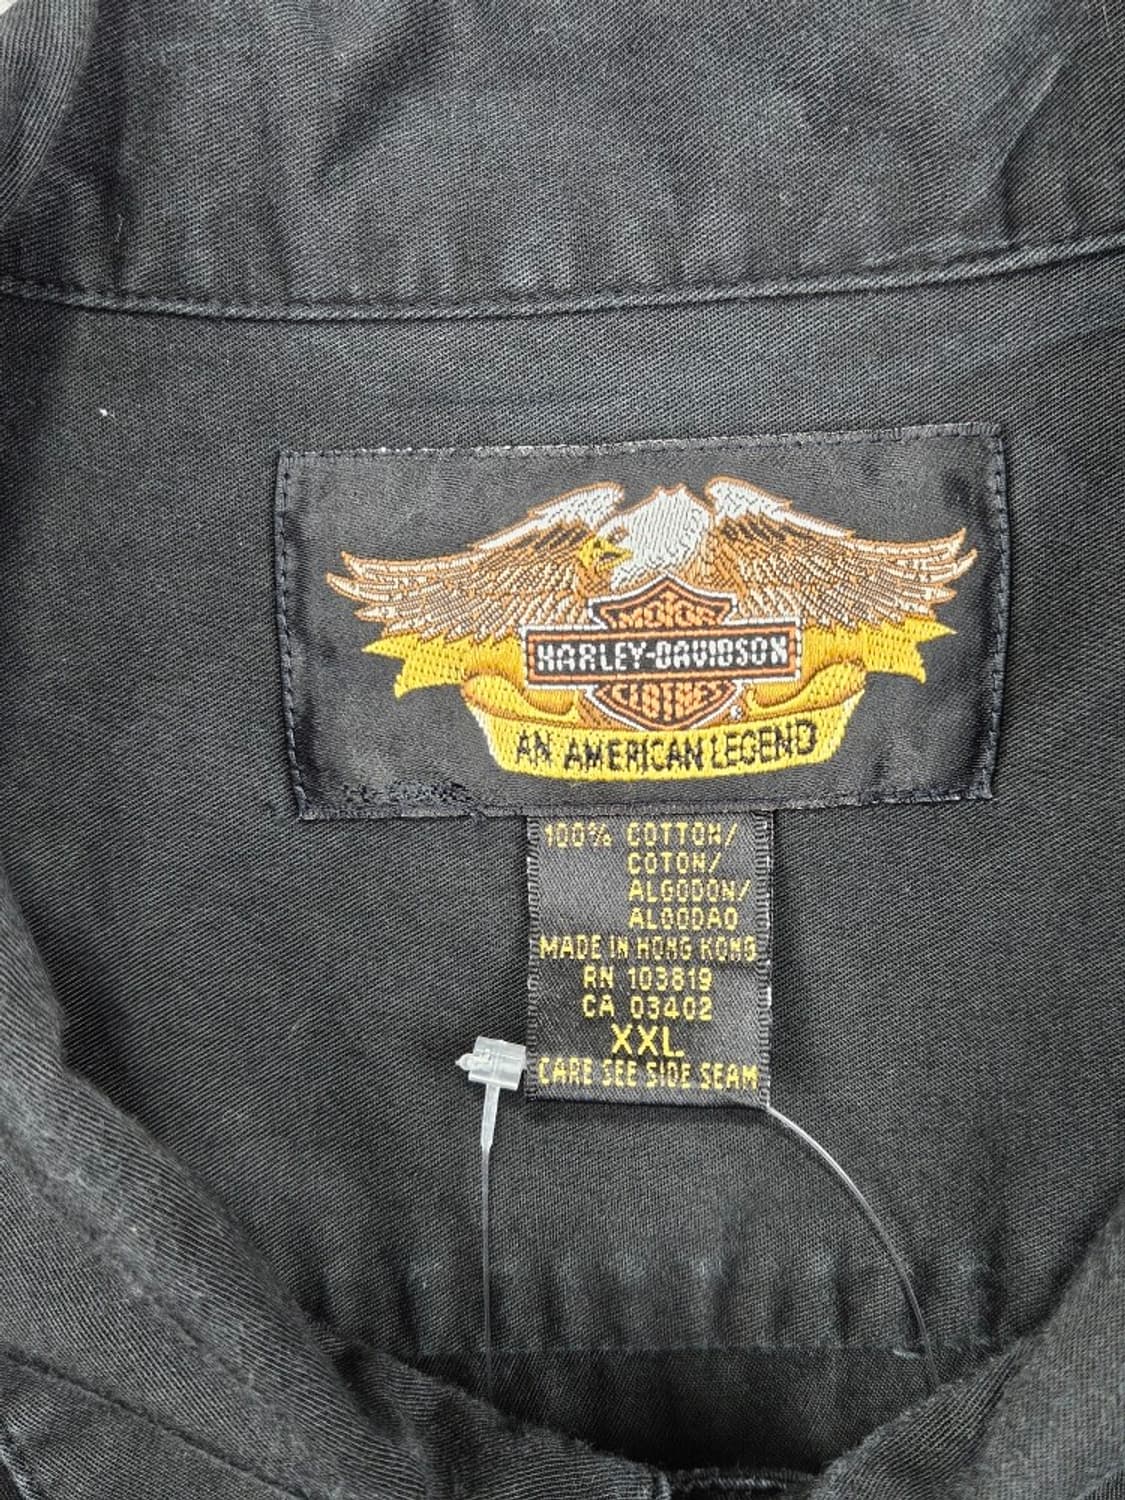 MOTOR
HARLEY-DAVIDSON
CLOTHES
®
AN AMERICAN LEGEND
100% COTTON/
COTON/
ALGODON/
ALGODAO
MADE IN HONG KONG
RN 103819
CA 03402
XXL
CARE SEE SIDE SEAM